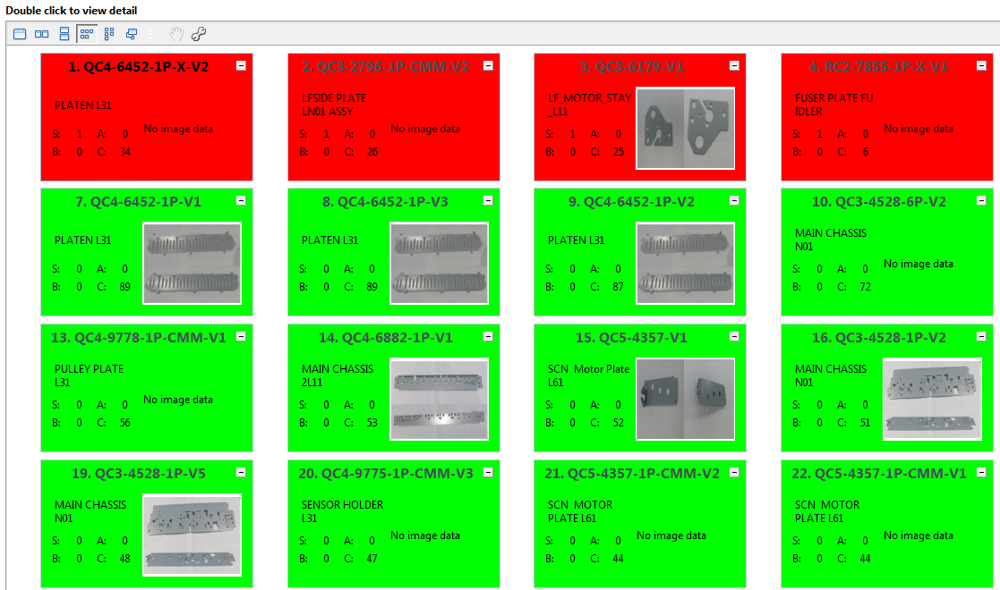 Double click to view detail
1. QC4-6452-1P-X-V2
PLATEN L31
No image data
S: 1 A: 0
B: 0 C: 34
2. QC3-2796-1P-CMM-V2
LFSIDE PLATE
LN01 ASSY
No image data
S: 1 A: 0
B: 0 C: 26
3. QC3-6179-V1
LF_MOTOR_STAY
_L11
S: 1 A: 0
B: 0 C: 25
4. RC2-7855-1P-X-V1
FUSER PLATE FU
IDLER
No image data
S: 1 A: 0
B: 0 C: 6
7. QC4-6452-1P-V1
PLATEN L31
S: 0 A: 0
B: 0 C: 89
8. QC4-6452-1P-V3
PLATEN L31
S: 0 A: 0
B: 0 C: 89
9. QC4-6452-1P-V2
PLATEN L31
S: 0 A: 0
B: 0 C: 87
10. QC3-4528-6P-V2
MAIN CHASSIS
N01
No image data
S: 0 A: 0
B: 0 C: 72
13. QC4-9778-1P-CMM-V1
PULLEY PLATE
L31
No image data
S: 0 A: 0
B: 0 C: 56
14. QC4-6882-1P-V1
MAIN CHASSIS
2L11
S: 0 A: 0
B: 0 C: 53
15. QC5-4357-V1
SCN Motor Plate
L61
S: 0 A: 0
B: 0 C: 52
16. QC3-4528-1P-V2
MAIN CHASSIS
N01
S: 0 A: 0
B: 0 C: 51
19. QC3-4528-1P-V5
MAIN CHASSIS
N01
S: 0 A: 0
B: 0 C: 48
20. QC4-9775-1P-CMM-V3
SENSOR HOLDER
L31
No image data
S: 0 A: 0
B: 0 C: 47
21. QC5-4357-1P-CMM-V2
SCN MOTOR
PLATE L61
No image data
S: 0 A: 0
B: 0 C: 44
22. QC5-4357-1P-CMM-V1
SCN MOTOR
PLATE L61
No image data
S: 0 A: 0
B: 0 C: 44